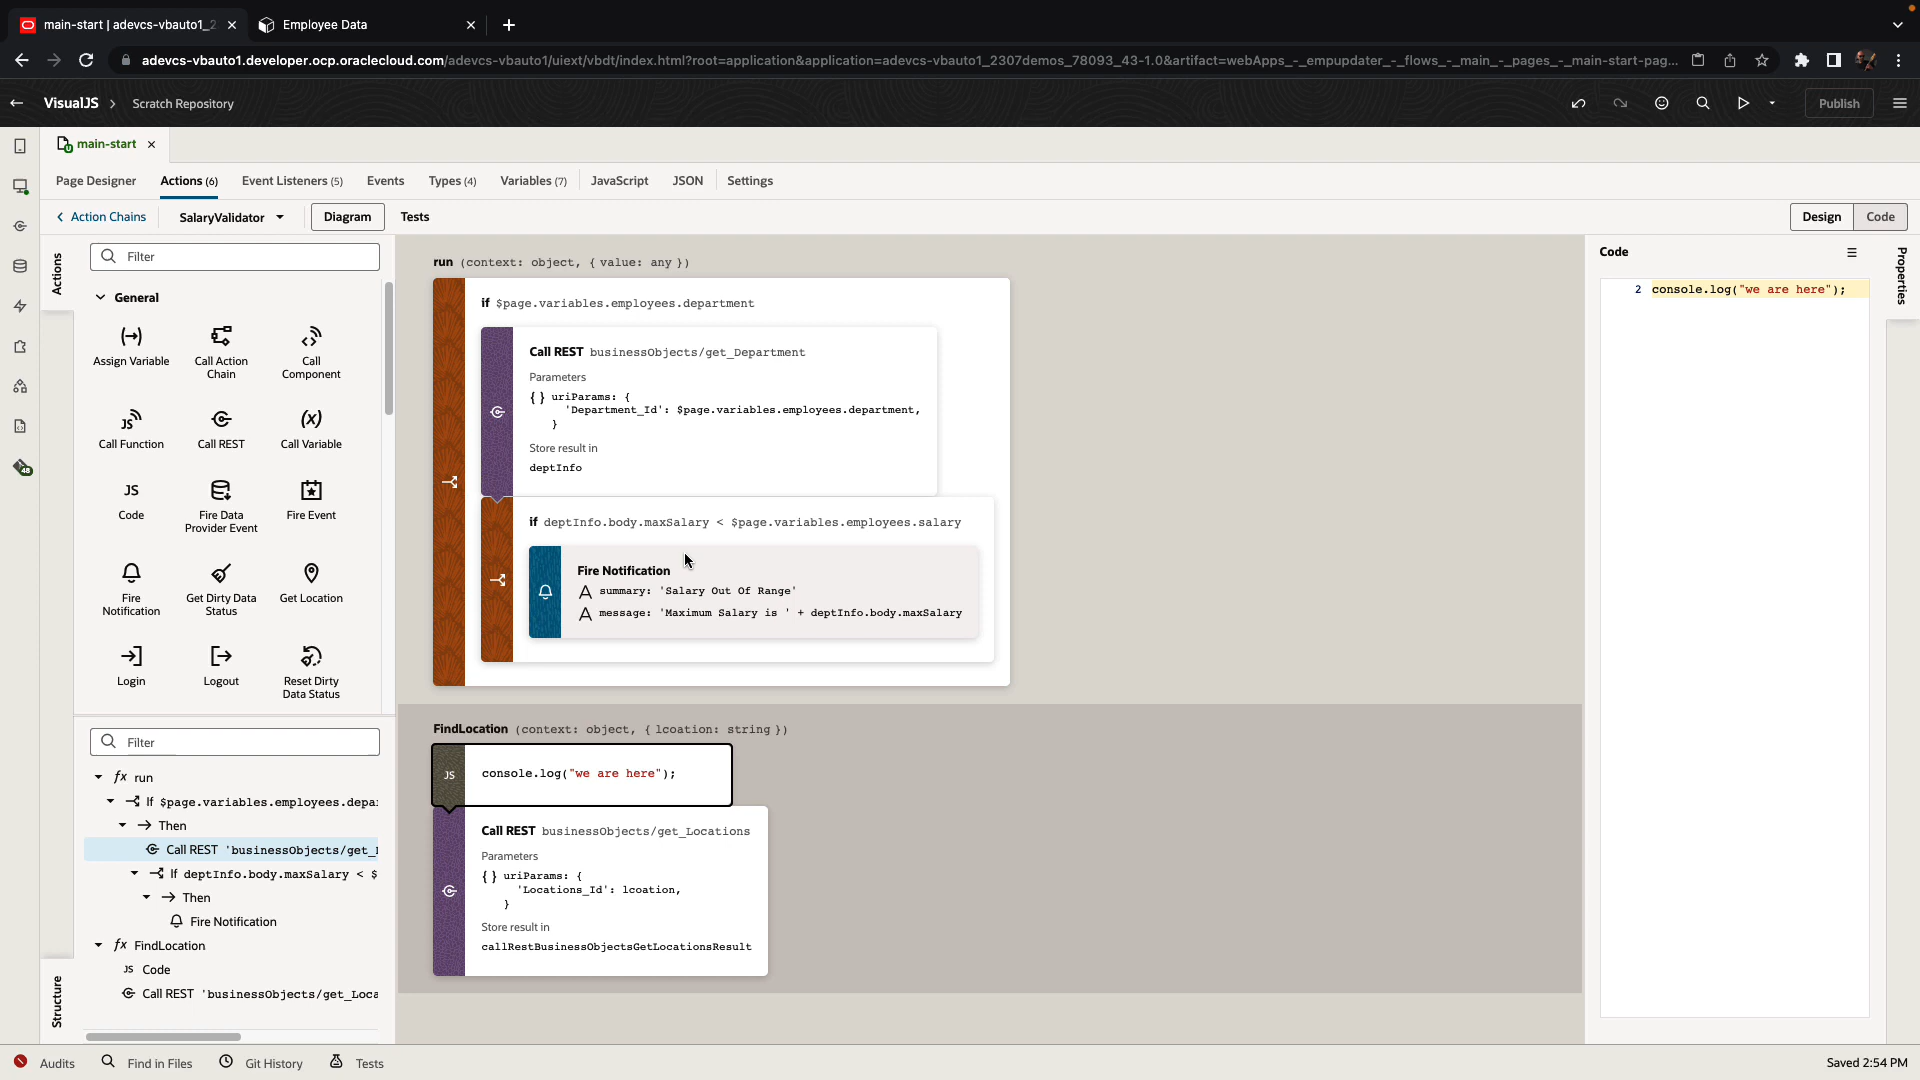 main-start | adevcs-vbauto1_2
Employee Data
adevcs-vbauto1.developer.ocp.oraclecloud.com/adevcs-vbauto1/uiext/vbdt/index.html?root=application&application=adevcs-vbauto1_2307demos_78093_43-1.0&artifact=webApps_-_empupdater_-_flows_-_main_-_pages_-_main-start-pag...
VisualJS > Scratch Repository
Publish
main-start
Page Designer Actions (6) Event Listeners (5) Events Types (4) Variables (7) JavaScript JSON Settings
Action Chains SalaryValidator Diagram Tests Design Code
Actions
Filter
General
Assign Variable
Call Action Chain
Call Component
Call Function
Call REST
Call Variable
JS
Code
Fire Data Provider Event
Fire Event
Fire Notification
Get Dirty Data Status
Get Location
Login
Logout
Reset Dirty Data Status
Structure
Filter
fx run
If $page.variables.employees.depa
Then
Call REST 'businessObjects/get_
If deptInfo.body.maxSalary < $
Then
Fire Notification
fx FindLocation
JS Code
Call REST 'businessObjects/get_Loca
run (context: object, { value: any })
if $page.variables.employees.department
Call REST businessObjects/get_Department
Parameters
{ } uriParams: {
'Department_Id': $page.variables.employees.department,
}
Store result in
deptInfo
if deptInfo.body.maxSalary < $page.variables.employees.salary
Fire Notification
A summary: 'Salary Out Of Range'
A message: 'Maximum Salary is ' + deptInfo.body.maxSalary
FindLocation (context: object, { lcoation: string })
JS console.log("we are here");
Call REST businessObjects/get_Locations
Parameters
{ } uriParams: {
'Locations_Id': lcoation,
}
Store result in
callRestBusinessObjectsGetLocationsResult
Code
2 console.log("we are here");
Properties
48
Audits Find in Files Git History Tests
Saved 2:54 PM